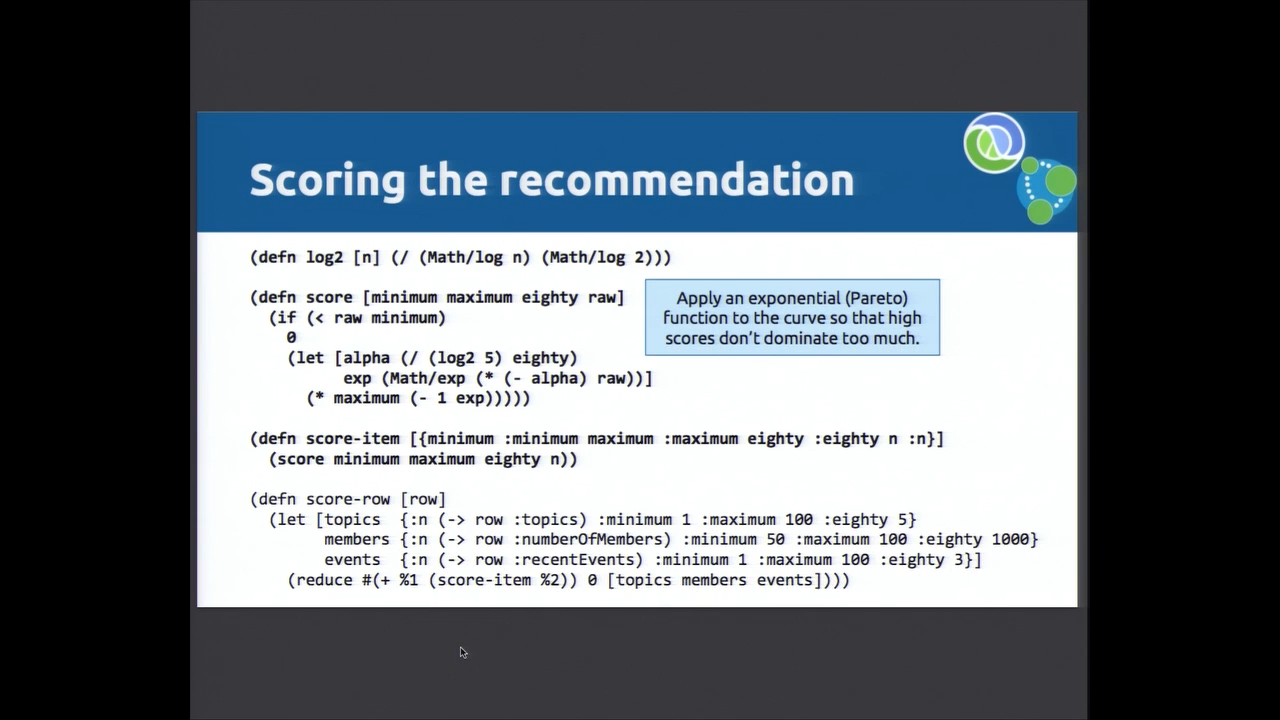 Scoring the recommendation
(defn log2 [n] (/ (Math/log n) (Math/log 2)))
(defn score [minimum maximum eighty raw]
  (if (< raw minimum)
    0
    (let [alpha (/ (log2 5) eighty)
          exp (Math/exp (* (- alpha) raw))]
      (* maximum (- 1 exp)))))
Apply an exponential (Pareto)
function to the curve so that high
scores don't dominate too much.
(defn score-item [{minimum :minimum maximum :maximum eighty :eighty n :n}]
  (score minimum maximum eighty n))
(defn score-row [row]
  (let [topics  {:n (-> row :topics) :minimum 1 :maximum 100 :eighty 5}
        members {:n (-> row :numberOfMembers) :minimum 50 :maximum 100 :eighty 1000}
        events  {:n (-> row :recentEvents) :minimum 1 :maximum 100 :eighty 3}]
    (reduce #(+ %1 (score-item %2)) 0 [topics members events])))